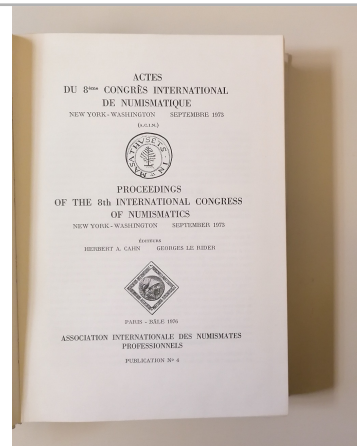 ACTES
DU 8ème CONGRÈS INTERNATIONAL
DE NUMISMATIQUE
NEW YORK - WASHINGTON SEPTEMBRE 1973
MASATHVSETS · IN
PROCEEDINGS
OF THE 8th INTERNATIONAL CONGRESS
OF NUMISMATICS
NEW YORK - WASHINGTON SEPTEMBER 1973
ÉDITEURS
HERBERT A. CAHN GEORGES LE RIDER
PARIS - BÂLE 1976
ASSOCIATION INTERNATIONALE DES NUMISMATES
PROFESSIONNELS
PUBLICATION No 4